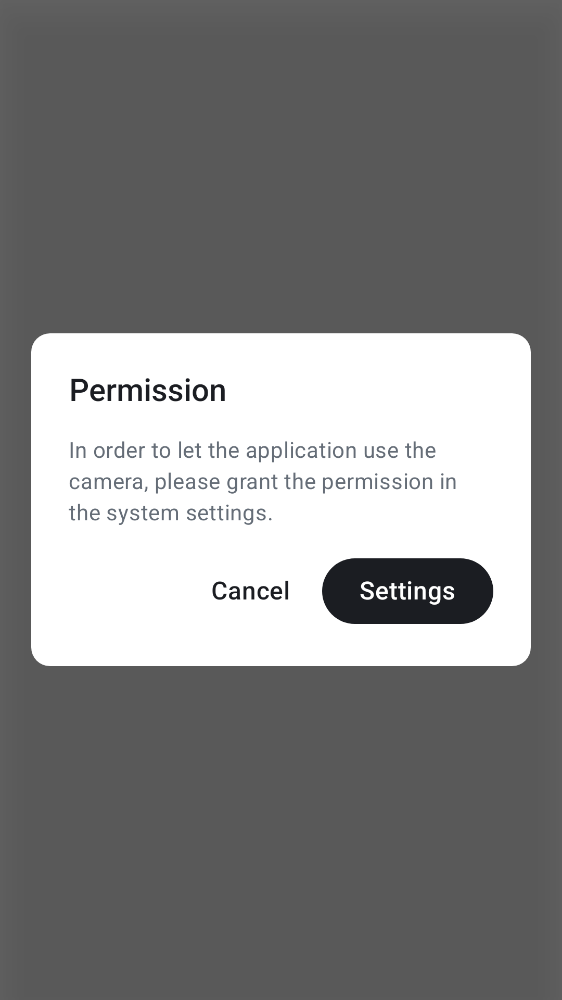 Permission
In order to let the application use the
camera, please grant the permission in
the system settings.
Cancel
Settings